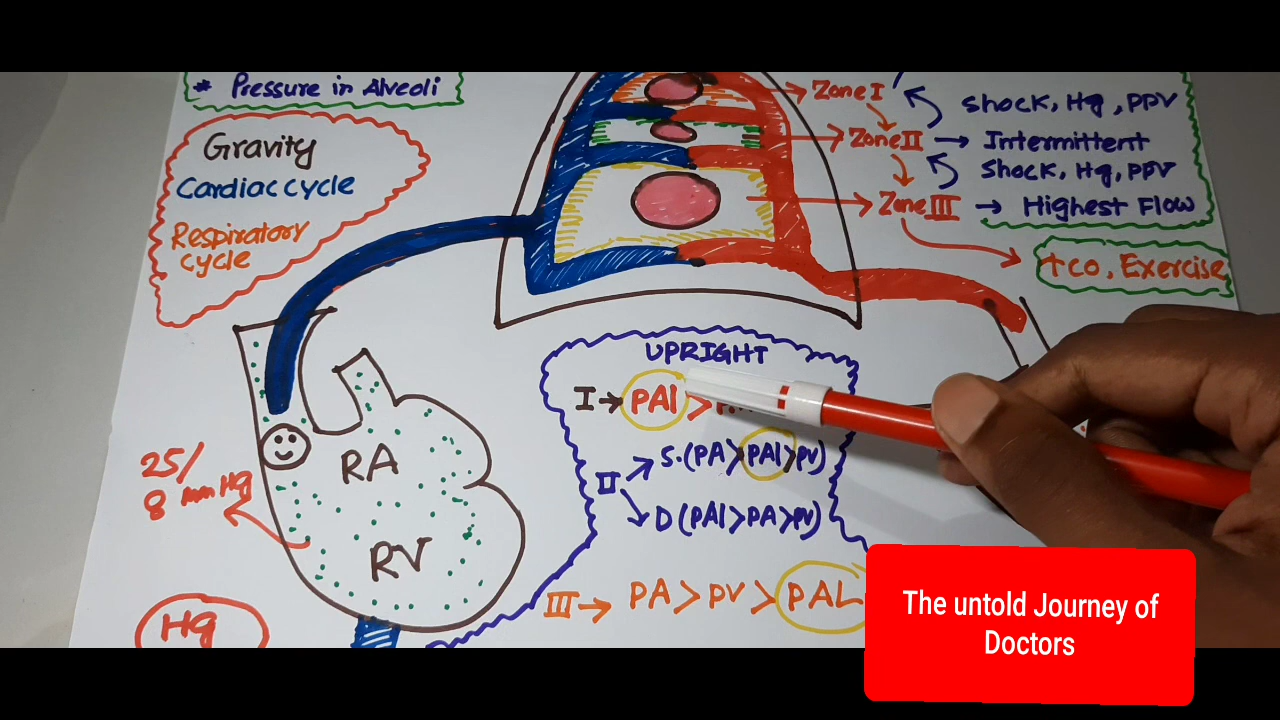 * Pressure in Alveoli
Gravity
Cardiac cycle
Respiratory
cycle
Zone I
Shock, Hg, PPV
Zone II → Intermittent
Shock, Hg, PPV
Zone III → Highest Flow
↑CO, Exercise
UPRIGHT
I → PAl >
II
S.(PA>PAl>PV)
D(PAl>PA>PV)
III → PA > PV > PAL
RA
RV
25/
8 mmHg
Hg
The untold Journey of
Doctors